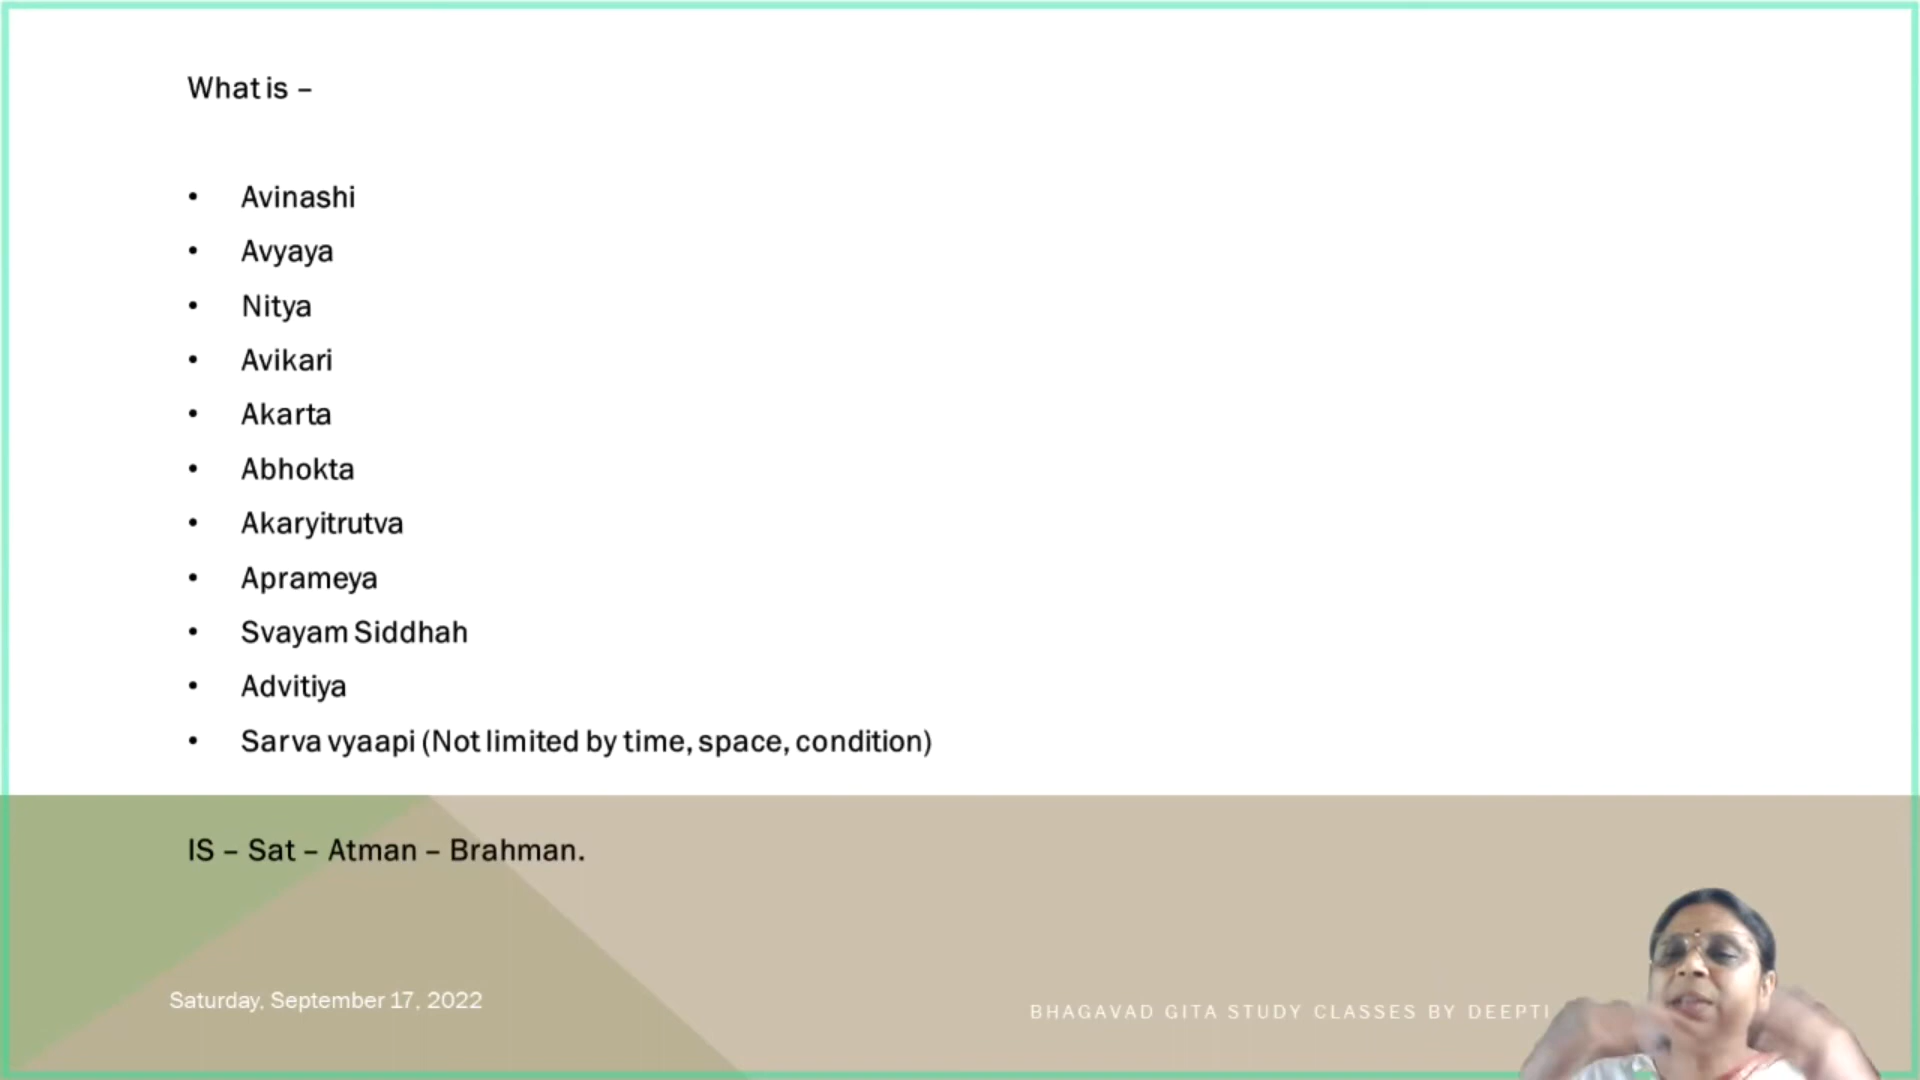 What is –
• Avinashi
• Avyaya
• Nitya
• Avikari
• Akarta
• Abhokta
• Akaryitrutva
• Aprameya
• Svayam Siddhah
• Advitiya
• Sarva vyaapi (Not limited by time, space, condition)
IS – Sat – Atman – Brahman.
Saturday, September 17, 2022
BHAGAVAD GITA STUDY CLASSES BY DEEPTI